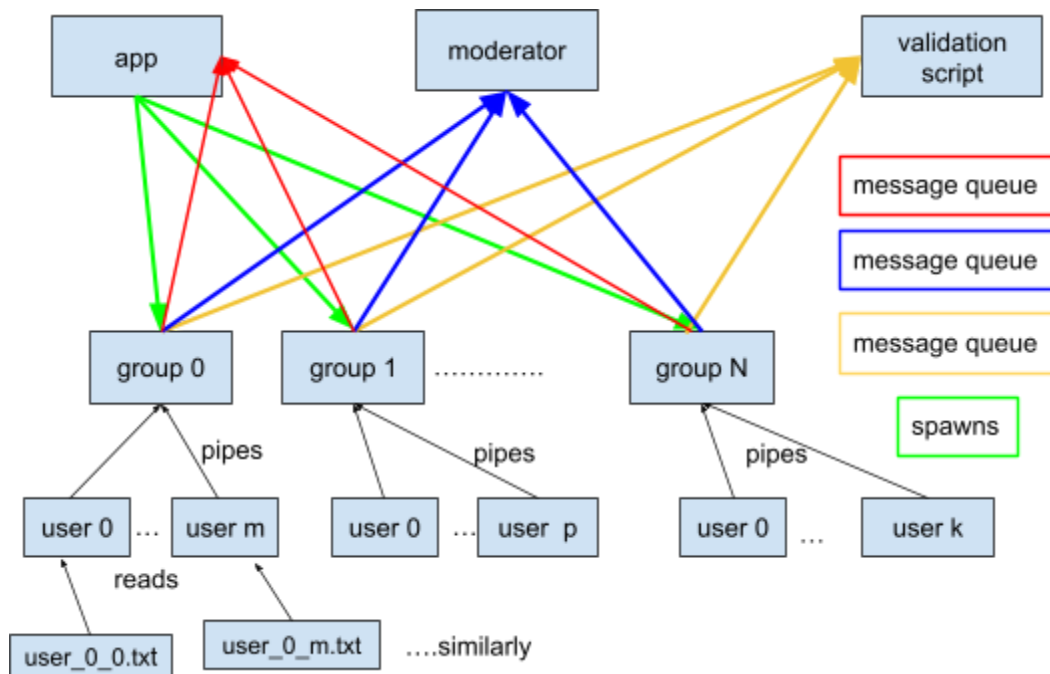 app
moderator
validation
script
message queue
message queue
message queue
spawns
group 0
group 1
.............
group N
pipes
pipes
pipes
user 0
...
user m
user 0
...
user p
user 0
...
user k
reads
user_0_0.txt
user_0_m.txt
....similarly